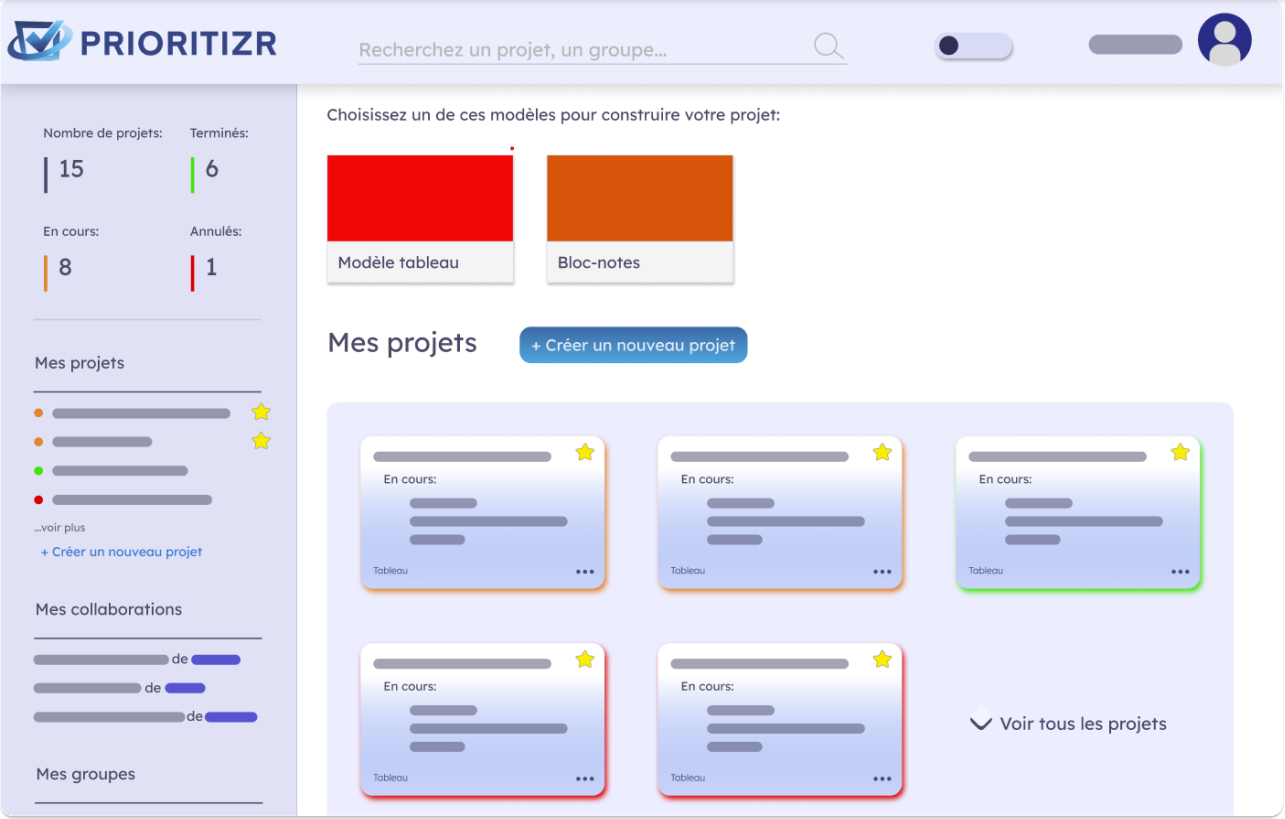 PRIORITIZR
Recherchez un projet, un groupe...
Nombre de projets:
Terminés:
15
6
En cours:
Annulés:
8
1
Mes projets
...voir plus
+ Créer un nouveau projet
Mes collaborations
de
de
de
Mes groupes
Choisissez un de ces modèles pour construire votre projet:
Modèle tableau
Bloc-notes
Mes projets
+ Créer un nouveau projet
En cours:
Tableau
En cours:
Tableau
En cours:
Tableau
En cours:
Tableau
En cours:
Tableau
Voir tous les projets